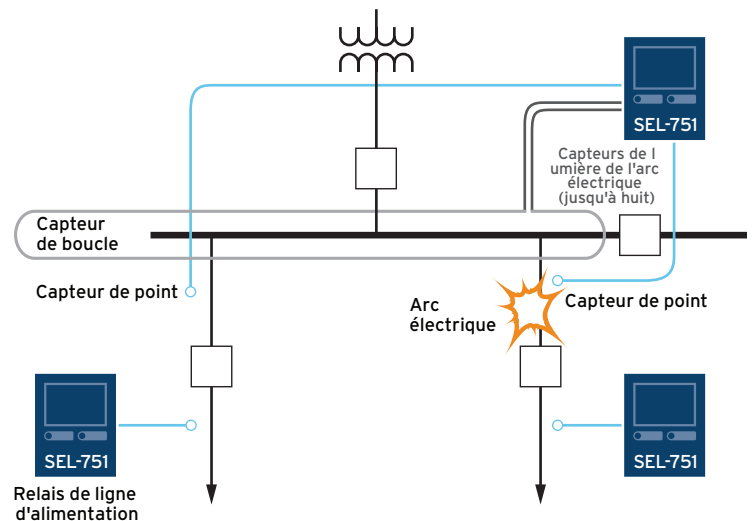 SEL-751
Capteurs de l
umière de l'arc
électrique
(jusqu'à huit)
Capteur
de boucle
Capteur de point
Arc
électrique
Capteur de point
SEL-751
SEL-751
Relais de ligne
d'alimentation